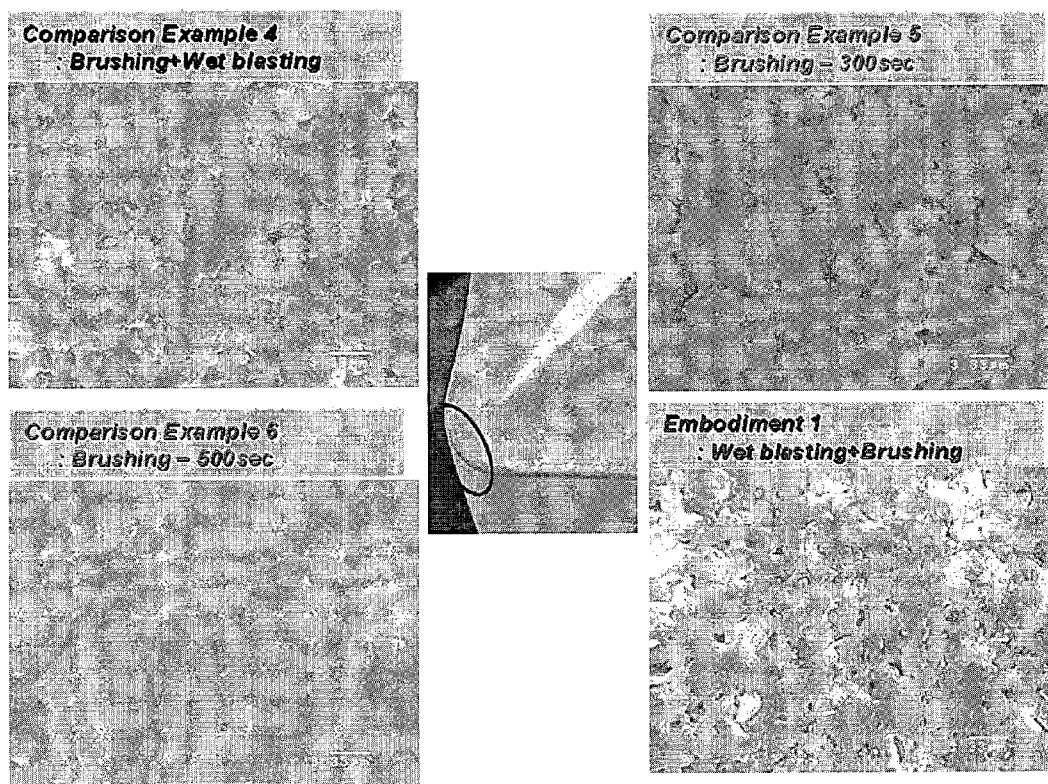 Comparison Example 4
: Brushing+Wet blasting
Comparison Example 5
: Brushing – 300sec
Comparison Example 6
: Brushing – 500sec
Embodiment 1
: Wet blasting+Brushing